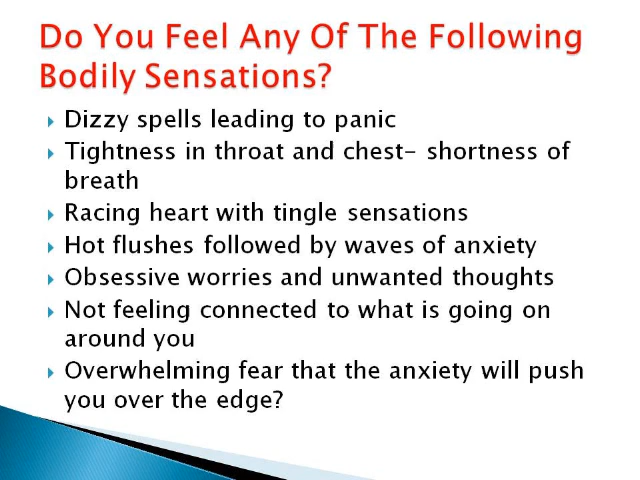 Do You Feel Any Of The Following
Bodily Sensations?
Dizzy spells leading to panic
Tightness in throat and chest- shortness of
breath
Racing heart with tingle sensations
Hot flushes followed by waves of anxiety
Obsessive worries and unwanted thoughts
Not feeling connected to what is going on
around you
Overwhelming fear that the anxiety will push
you over the edge?